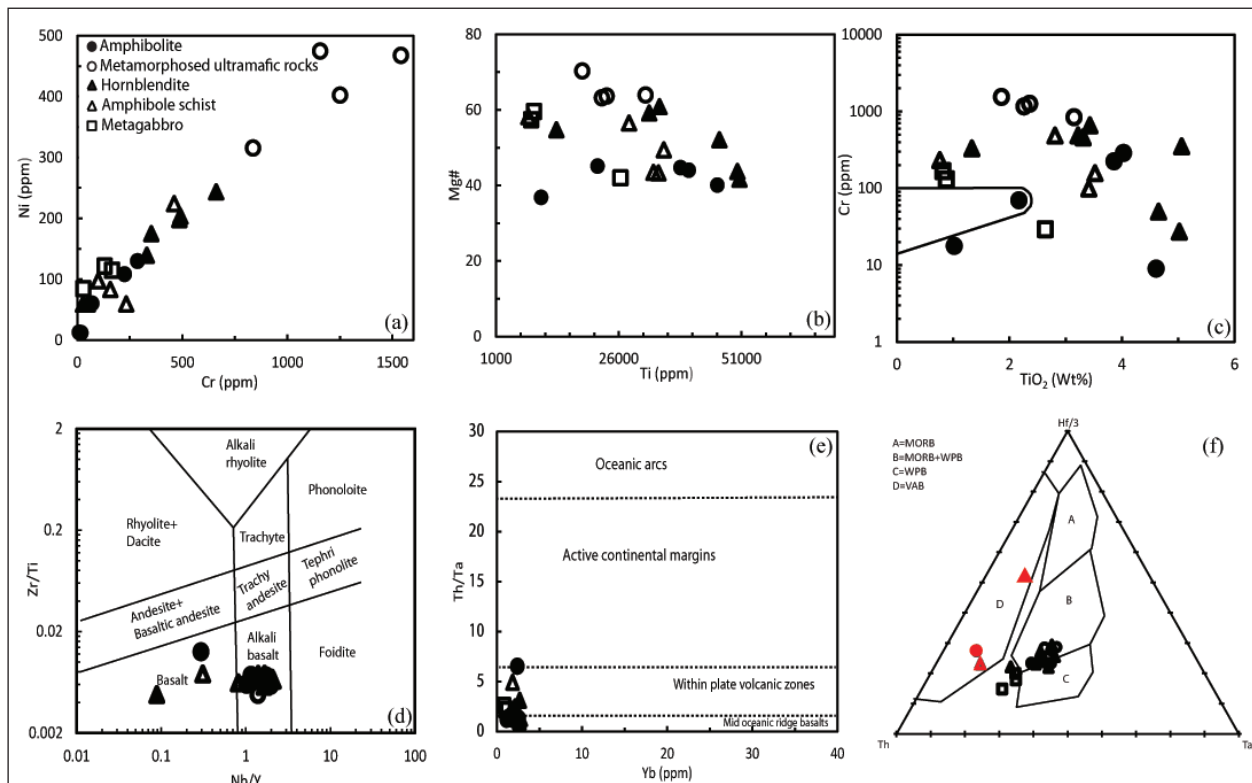 500
400
300
200
100
0
Ni (ppm)
Amphibolite
Metamorphosed ultramafic rocks
Hornblendite
Amphibole schist
Metagabbro
(a)
0
500
1000
1500
Cr (ppm)
80
60
40
20
0
Mg#
(b)
1000
26000
51000
Ti (ppm)
10000
1000
100
10
1
Cr (ppm)
(c)
0
2
4
6
TiO2 (Wt%)
2
0.2
0.02
0.002
Zr/Ti
Alkali
rhyolite
Phonoloite
Rhyolite+
Dacite
Trachyte
Tephri
phonolite
Trachy
andesite
Andesite+
Basaltic andesite
Alkali
basalt
Foidite
Basalt
(d)
0.01
0.1
1
10
100
Nb/Y
30
25
20
15
10
5
0
Th/Ta
(e)
Oceanic arcs
Active continental margins
Within plate volcanic zones
Mid oceanic ridge basalts
0
10
20
30
40
Yb (ppm)
Hf/3
(f)
A=MORB
B=MORB+WPB
C=WPB
D=VAB
A
D
B
C
Th
Ta